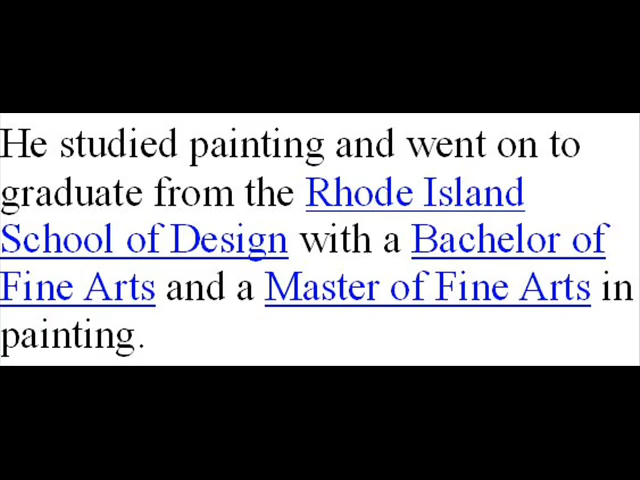 He studied painting and went on to
graduate from the Rhode Island
School of Design with a Bachelor of
Fine Arts and a Master of Fine Arts in
painting.